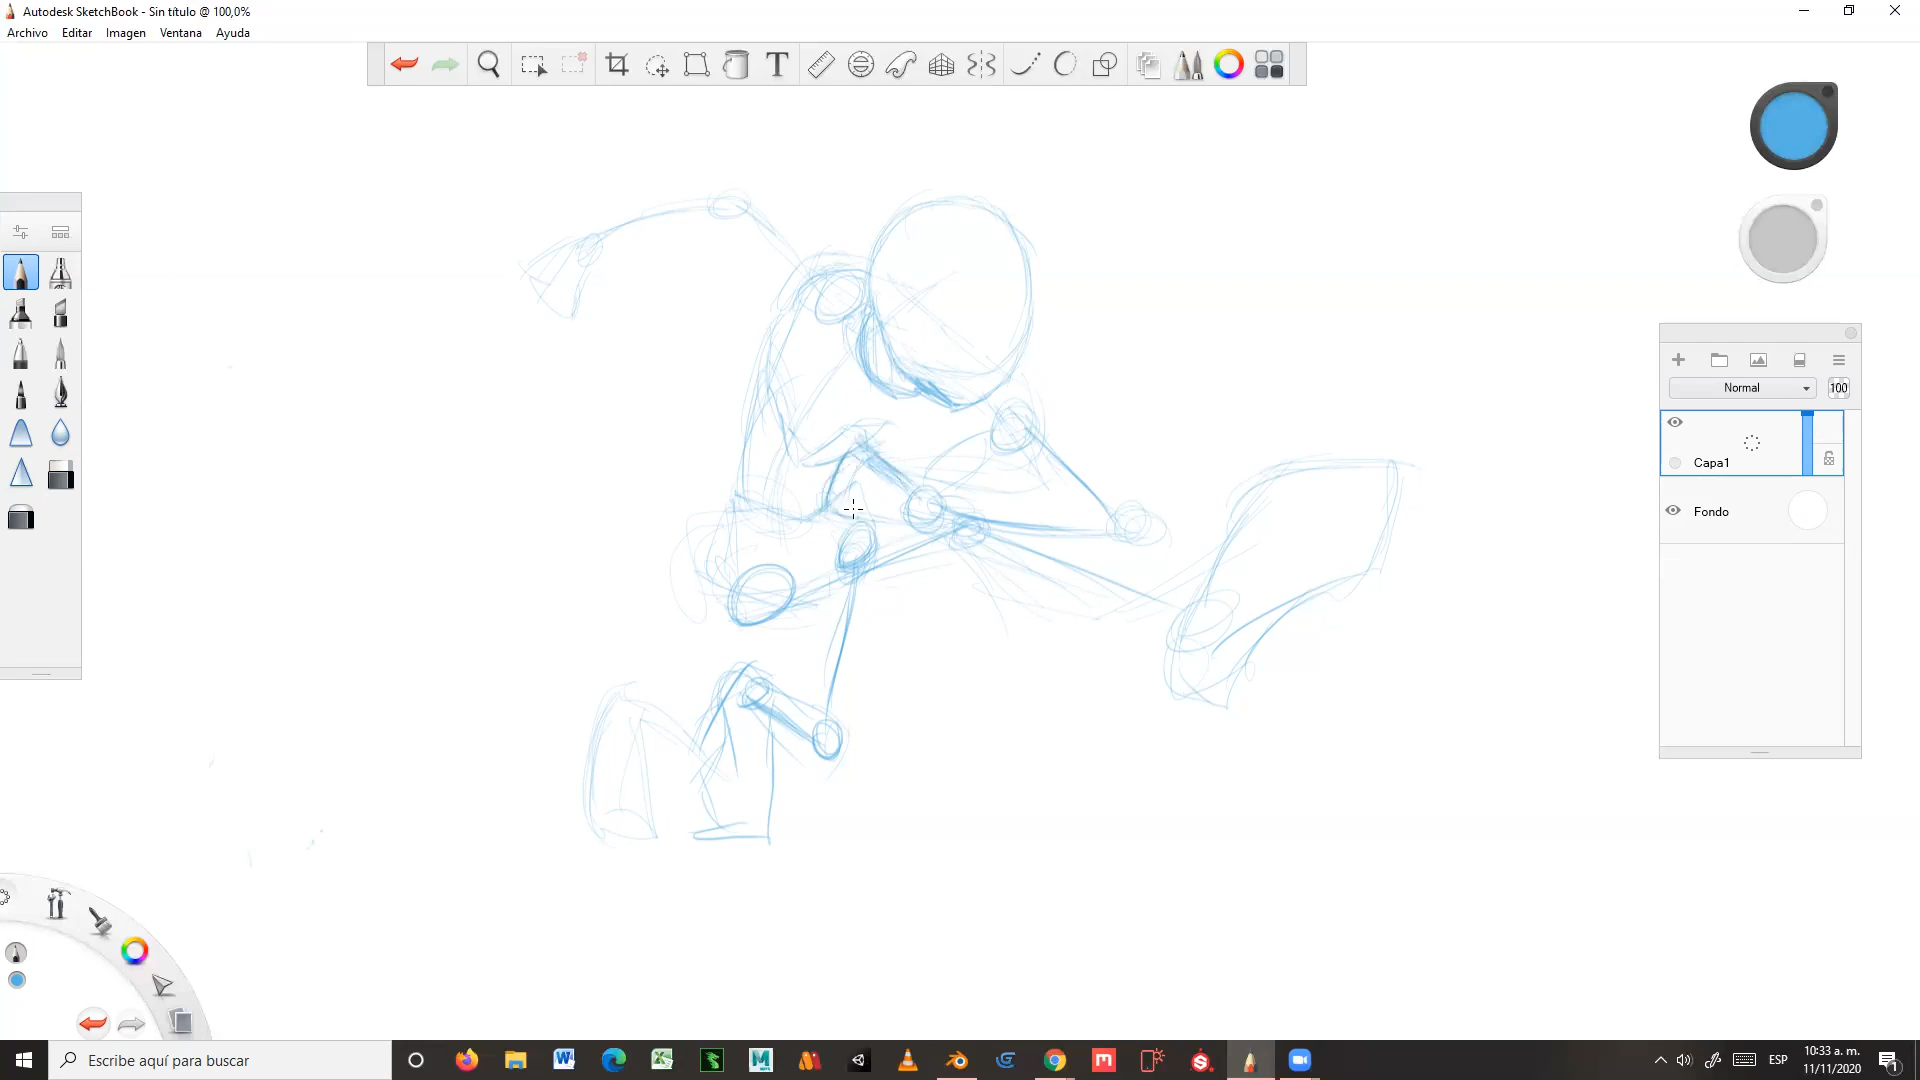 Autodesk SketchBook - Sin título @ 100,0%
Archivo Editar Imagen Ventana Ayuda
T
Normal 100
Capa1
Fondo
Escribe aquí para buscar
ESP
10:33 a. m.
11/11/2020
1